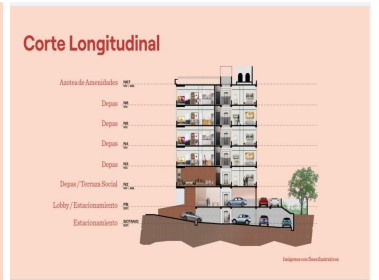 Corte Longitudinal
Azotea de Amenidades
Depas
Depas
Depas
Depas
Depas / Terraza Social
Lobby / Estacionamiento
Estacionamiento
Imágenes con fines ilustrativos